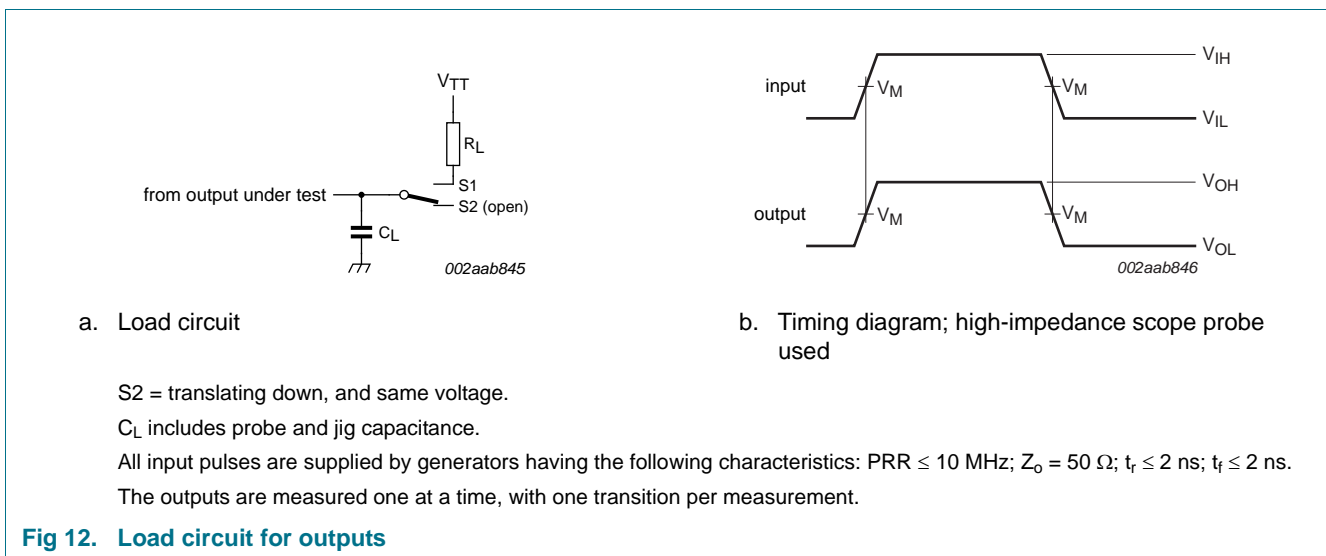 VTT
RL
S1
from output under test
S2 (open)
CL
002aab845
a. Load circuit
input
VM
VM
VIH
VIL
output
VM
VM
VOH
VOL
002aab846
b. Timing diagram; high-impedance scope probe
used
S2 = translating down, and same voltage.
CL includes probe and jig capacitance.
All input pulses are supplied by generators having the following characteristics: PRR ≤ 10 MHz; Zo = 50 Ω; tr ≤ 2 ns; tf ≤ 2 ns.
The outputs are measured one at a time, with one transition per measurement.
Fig 12. Load circuit for outputs